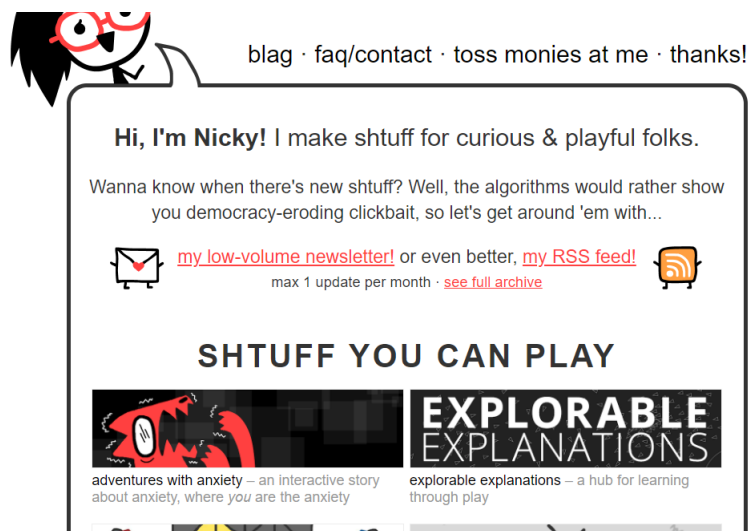 blag · faq/contact · toss monies at me · thanks!
Hi, I'm Nicky! I make shtuff for curious & playful folks.
Wanna know when there's new shtuff? Well, the algorithms would rather show
you democracy-eroding clickbait, so let's get around 'em with...
my low-volume newsletter! or even better, my RSS feed!
max 1 update per month · see full archive
SHTUFF YOU CAN PLAY
adventures with anxiety – an interactive story
about anxiety, where you are the anxiety
EXPLORABLE
EXPLANATIONS
explorable explanations – a hub for learning
through play